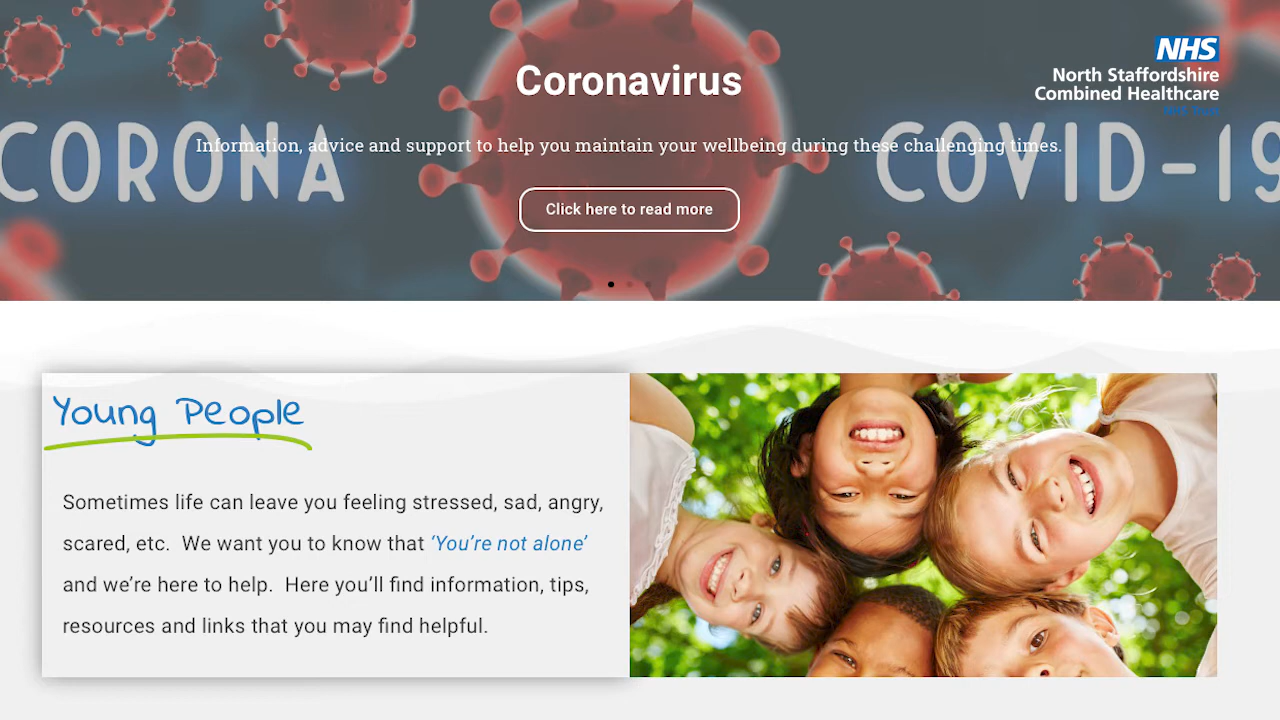 Coronavirus
NHS
North Staffordshire
Combined Healthcare
NHS Trust
CORONA
COVID-19
Information, advice and support to help you maintain your wellbeing during these challenging times.
Click here to read more
Young People
Sometimes life can leave you feeling stressed, sad, angry,
scared, etc. We want you to know that ‘You’re not alone’
and we’re here to help. Here you’ll find information, tips,
resources and links that you may find helpful.